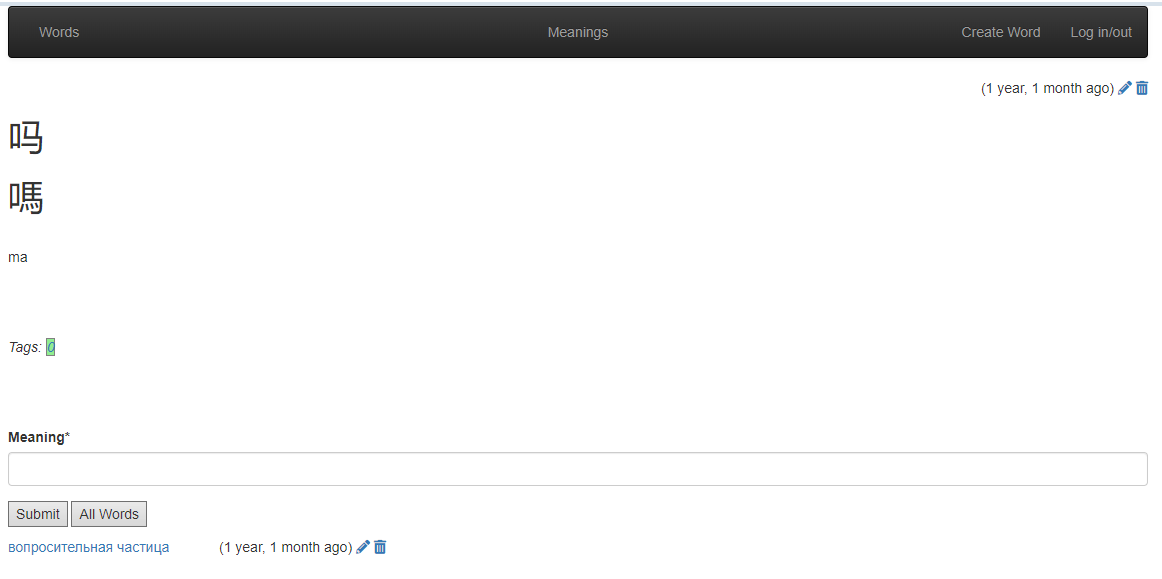 Words Meanings Create Word Log in/out
(1 year, 1 month ago)
吗
嗎
ma
Tags: 0
Meaning*
Submit All Words
вопросительная частица (1 year, 1 month ago)